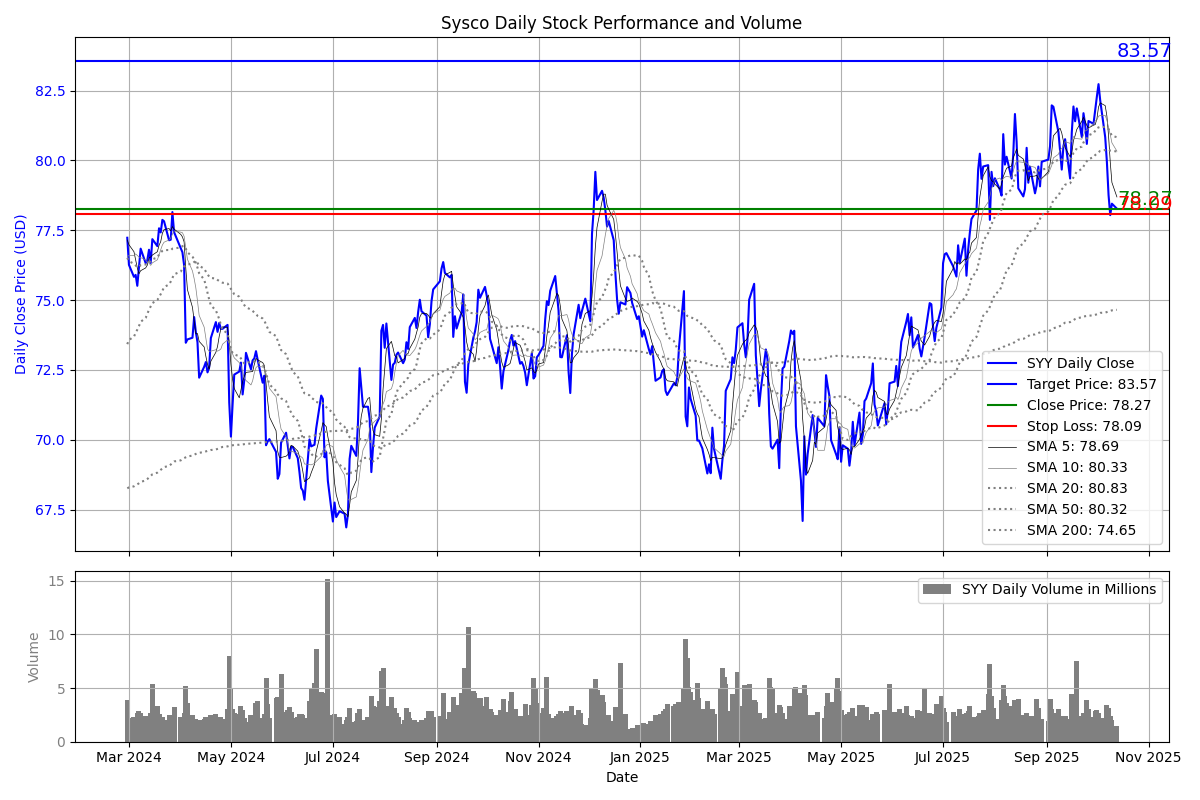 Sysco Daily Stock Performance and Volume
83.57
78.27
78.09
Daily Close Price (USD)
82.5
80.0
77.5
75.0
72.5
70.0
67.5
SYY Daily Close
Target Price: 83.57
Close Price: 78.27
Stop Loss: 78.09
SMA 5: 78.69
SMA 10: 80.33
SMA 20: 80.83
SMA 50: 80.32
SMA 200: 74.65
Volume
15
10
5
0
SYY Daily Volume in Millions
Mar 2024 May 2024 Jul 2024 Sep 2024 Nov 2024 Jan 2025 Mar 2025 May 2025 Jul 2025 Sep 2025 Nov 2025
Date